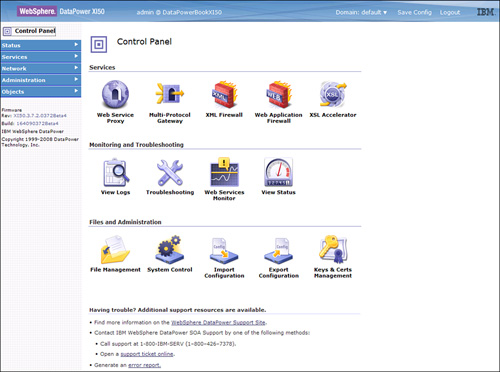 WebSphere. DataPower XI50
admin @ DataPowerBookXI50
Domain: default
Save Config
Logout
IBM
Control Panel
Status
Services
Network
Administration
Objects
Firmware
Rev: XI50.3.7.2.0372Beta4
Build: 1640903728eta4
IBM WebSphere DataPower
Copyright 1999-2008 DataPower
Technology, Inc.
Control Panel
Services
Web Service
Proxy
Multi-Protocol
Gateway
XML
XML Firewall
WEB
Web Application
Firewall
XSL
XSL Accelerator
Monitoring and Troubleshooting
View Logs
Troubleshooting
Web Services
Monitor
View Status
Files and Administration
File Management
System Control
Config
Import
Configuration
Config
Export
Configuration
Keys & Certs
Management
Having trouble? Additional support resources are available.
• Find more information on the WebSphere DataPower Support Site.
• Contact IBM WebSphere DataPower SOA Support by one of the following methods:
• Call support at 1-800-IBM-SERV (1-800-426-7378).
• Open a support ticket online.
• Generate an error report.